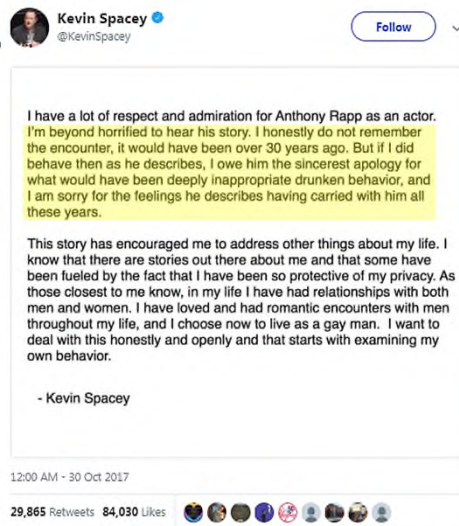 Kevin Spacey
@KevinSpacey
Follow
I have a lot of respect and admiration for Anthony Rapp as an actor.
I'm beyond horrified to hear his story. I honestly do not remember
the encounter, it would have been over 30 years ago. But if I did
behave then as he describes, I owe him the sincerest apology for
what would have been deeply inappropriate drunken behavior, and
I am sorry for the feelings he describes having carried with him all
these years.
This story has encouraged me to address other things about my life. I
know that there are stories out there about me and that some have
been fueled by the fact that I have been so protective of my privacy. As
those closest to me know, in my life I have had relationships with both
men and women. I have loved and had romantic encounters with men
throughout my life, and I choose now to live as a gay man.  I want to
deal with this honestly and openly and that starts with examining my
own behavior.
- Kevin Spacey
12:00 AM - 30 Oct 2017
29,865 Retweets 84,030 Likes